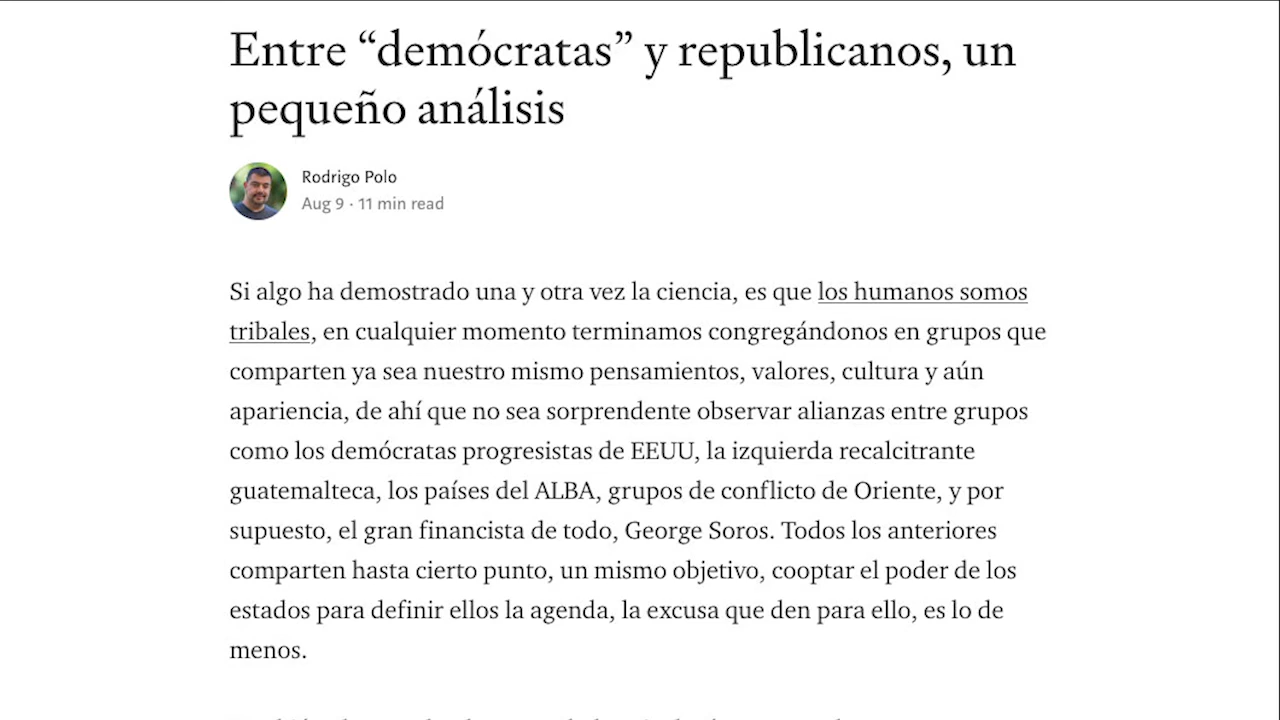 Entre “demócratas” y republicanos, un
pequeño análisis
Rodrigo Polo
Aug 9 · 11 min read
Si algo ha demostrado una y otra vez la ciencia, es que los humanos somos
tribales, en cualquier momento terminamos congregándonos en grupos que
comparten ya sea nuestro mismo pensamientos, valores, cultura y aún
apariencia, de ahí que no sea sorprendente observar alianzas entre grupos
como los demócratas progresistas de EEUU, la izquierda recalcitrante
guatemalteca, los países del ALBA, grupos de conflicto de Oriente, y por
supuesto, el gran financista de todo, George Soros. Todos los anteriores
comparten hasta cierto punto, un mismo objetivo, cooptar el poder de los
estados para definir ellos la agenda, la excusa que den para ello, es lo de
menos.